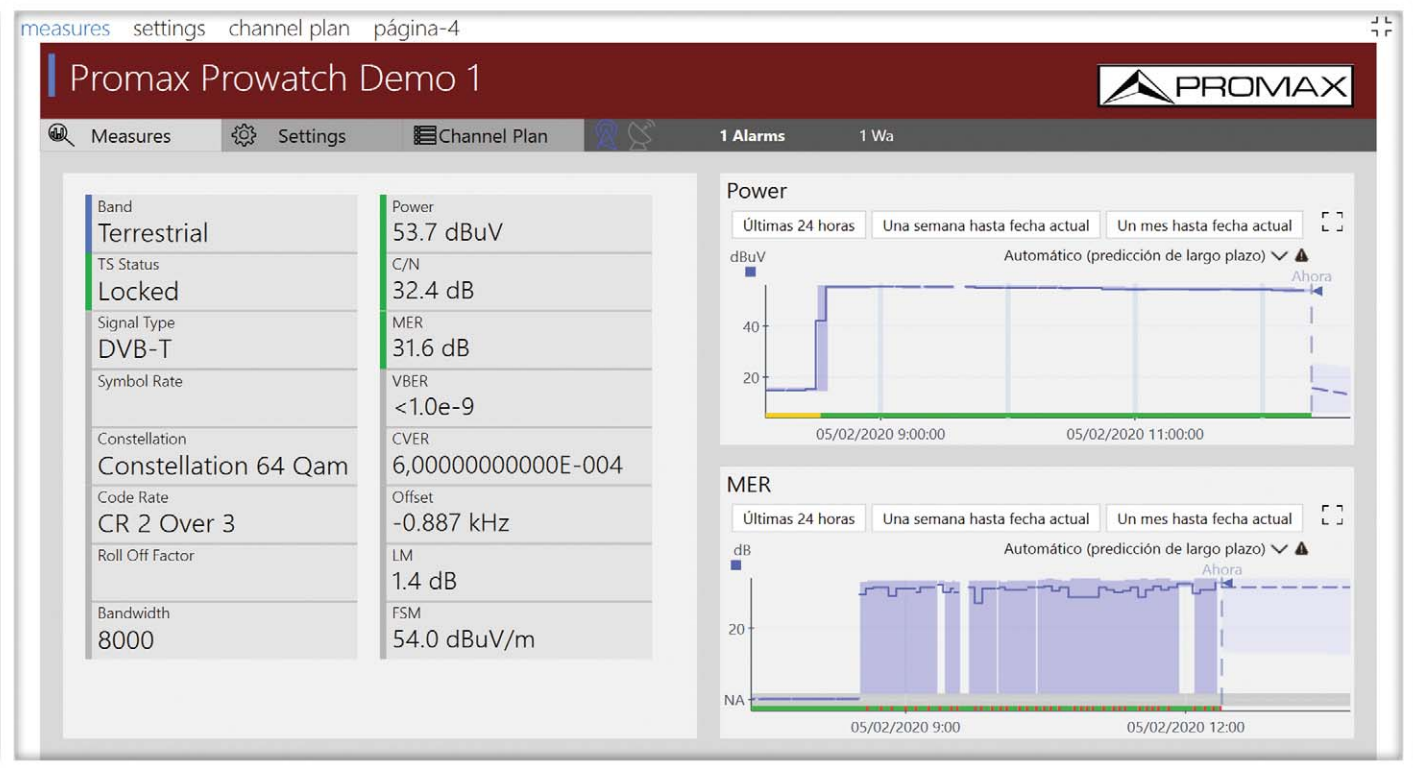 measures settings channel plan página-4
Promax Prowatch Demo 1
PROMAX
Measures Settings Channel Plan 1 Alarms 1 Wa
Band
Terrestrial
TS Status
Locked
Signal Type
DVB-T
Symbol Rate
Constellation
Constellation 64 Qam
Code Rate
CR 2 Over 3
Roll Off Factor
Bandwidth
8000
Power
53.7 dBuV
C/N
32.4 dB
MER
31.6 dB
VBER
<1.0e-9
CVER
6,00000000000E-004
Offset
-0.887 kHz
LM
1.4 dB
FSM
54.0 dBuV/m
Power
Últimas 24 horas Una semana hasta fecha actual Un mes hasta fecha actual
dBuV Automático (predicción de largo plazo)
Ahora
40
20
05/02/2020 9:00:00 05/02/2020 11:00:00
MER
Últimas 24 horas Una semana hasta fecha actual Un mes hasta fecha actual
dB Automático (predicción de largo plazo)
Ahora
20
NA
05/02/2020 9:00 05/02/2020 12:00